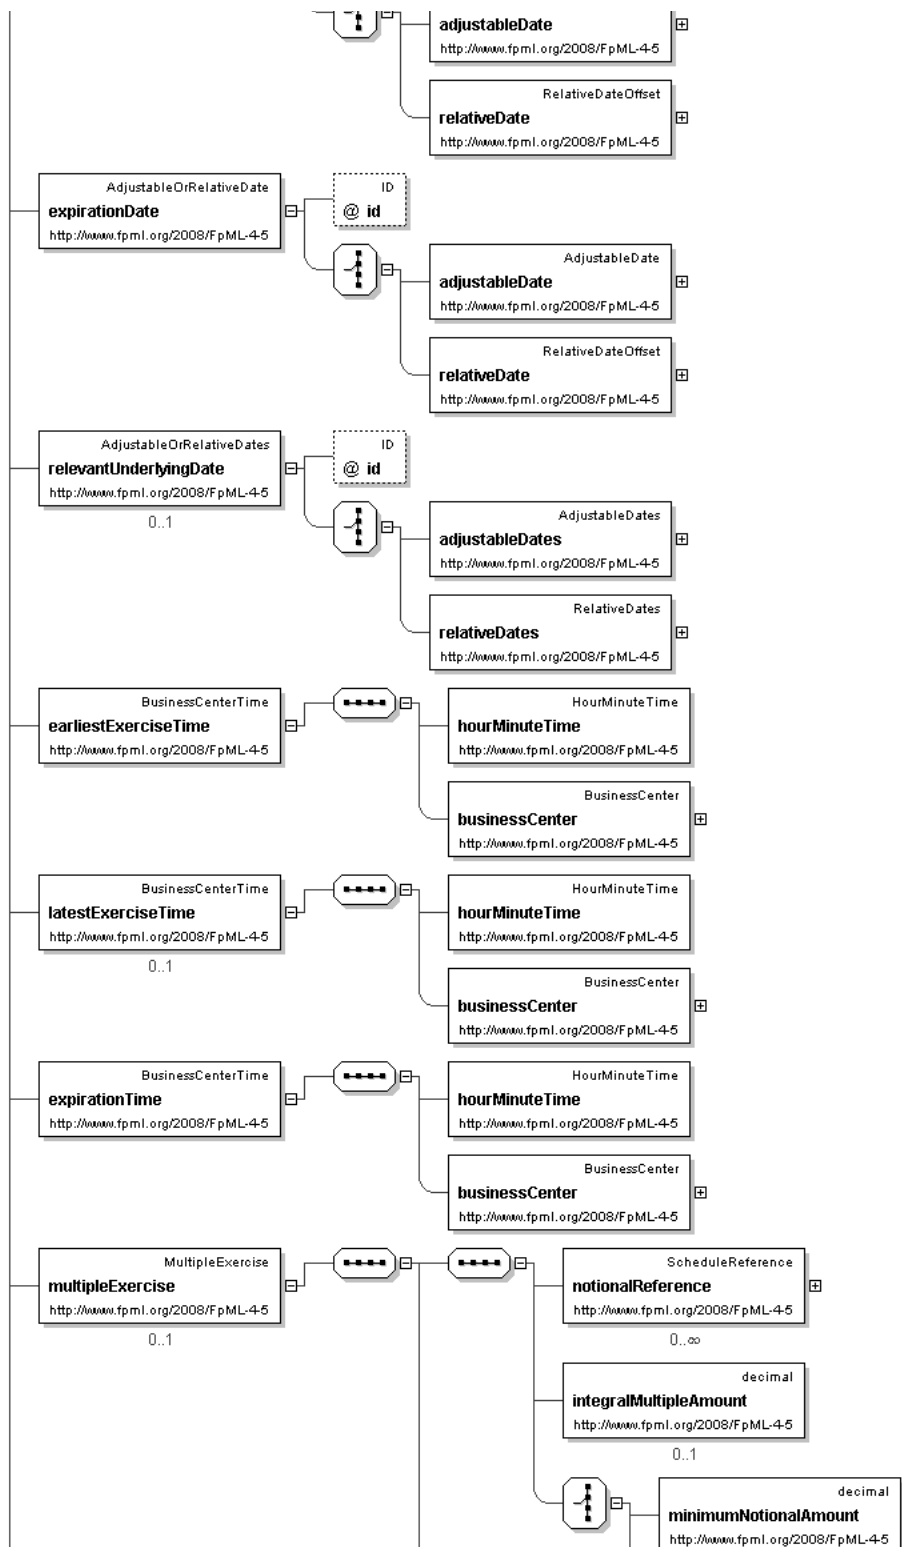 adjustableDate
http://www.fpml.org/2008/FpML-4-5
RelativeDateOffset
relativeDate
http://www.fpml.org/2008/FpML-4-5
AdjustableOrRelativeDate
expirationDate
http://www.fpml.org/2008/FpML-4-5
ID
@ id
AdjustableDate
adjustableDate
http://www.fpml.org/2008/FpML-4-5
RelativeDateOffset
relativeDate
http://www.fpml.org/2008/FpML-4-5
AdjustableOrRelativeDates
relevantUnderlyingDate
http://www.fpml.org/2008/FpML-4-5
0..1
ID
@ id
AdjustableDates
adjustableDates
http://www.fpml.org/2008/FpML-4-5
RelativeDates
relativeDates
http://www.fpml.org/2008/FpML-4-5
BusinessCenterTime
earliestExerciseTime
http://www.fpml.org/2008/FpML-4-5
HourMinuteTime
hourMinuteTime
http://www.fpml.org/2008/FpML-4-5
BusinessCenter
businessCenter
http://www.fpml.org/2008/FpML-4-5
BusinessCenterTime
latestExerciseTime
http://www.fpml.org/2008/FpML-4-5
0..1
HourMinuteTime
hourMinuteTime
http://www.fpml.org/2008/FpML-4-5
BusinessCenter
businessCenter
http://www.fpml.org/2008/FpML-4-5
BusinessCenterTime
expirationTime
http://www.fpml.org/2008/FpML-4-5
HourMinuteTime
hourMinuteTime
http://www.fpml.org/2008/FpML-4-5
BusinessCenter
businessCenter
http://www.fpml.org/2008/FpML-4-5
MultipleExercise
multipleExercise
http://www.fpml.org/2008/FpML-4-5
0..1
ScheduleReference
notionalReference
http://www.fpml.org/2008/FpML-4-5
0..∞
decimal
integralMultipleAmount
http://www.fpml.org/2008/FpML-4-5
0..1
decimal
minimumNotionalAmount
http://www.fpml.org/2008/FpML-4-5